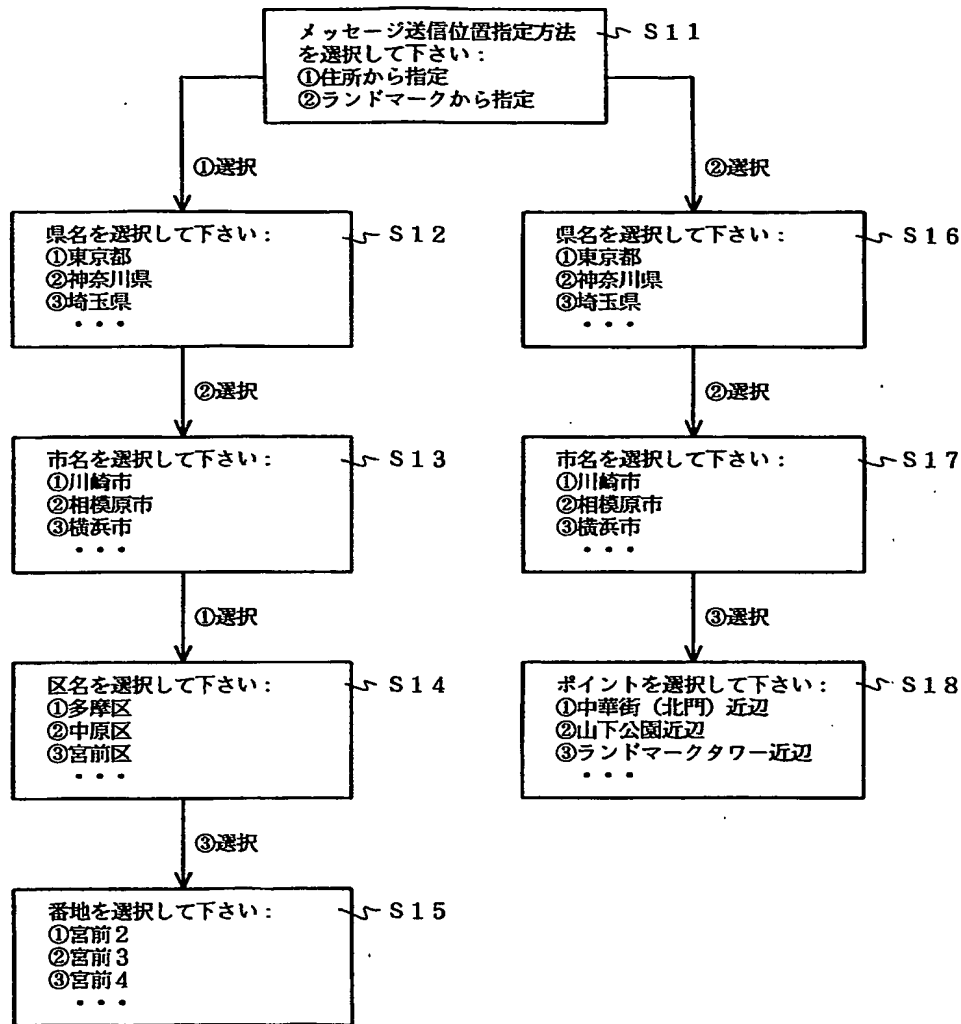 メッセージ送信位置指定方法
を選択して下さい：
①住所から指定
②ランドマークから指定
S11
①選択
②選択
県名を選択して下さい：
①東京都
②神奈川県
③埼玉県
・・・
S12
県名を選択して下さい：
①東京都
②神奈川県
③埼玉県
・・・
S16
②選択
②選択
市名を選択して下さい：
①川崎市
②相模原市
③横浜市
・・・
S13
市名を選択して下さい：
①川崎市
②相模原市
③横浜市
・・・
S17
①選択
③選択
区名を選択して下さい：
①多摩区
②中原区
③宮前区
・・・
S14
ポイントを選択して下さい：
①中華街（北門）近辺
②山下公園近辺
③ランドマークタワー近辺
・・・
S18
③選択
番地を選択して下さい：
①宮前2
②宮前3
③宮前4
・・・
S15